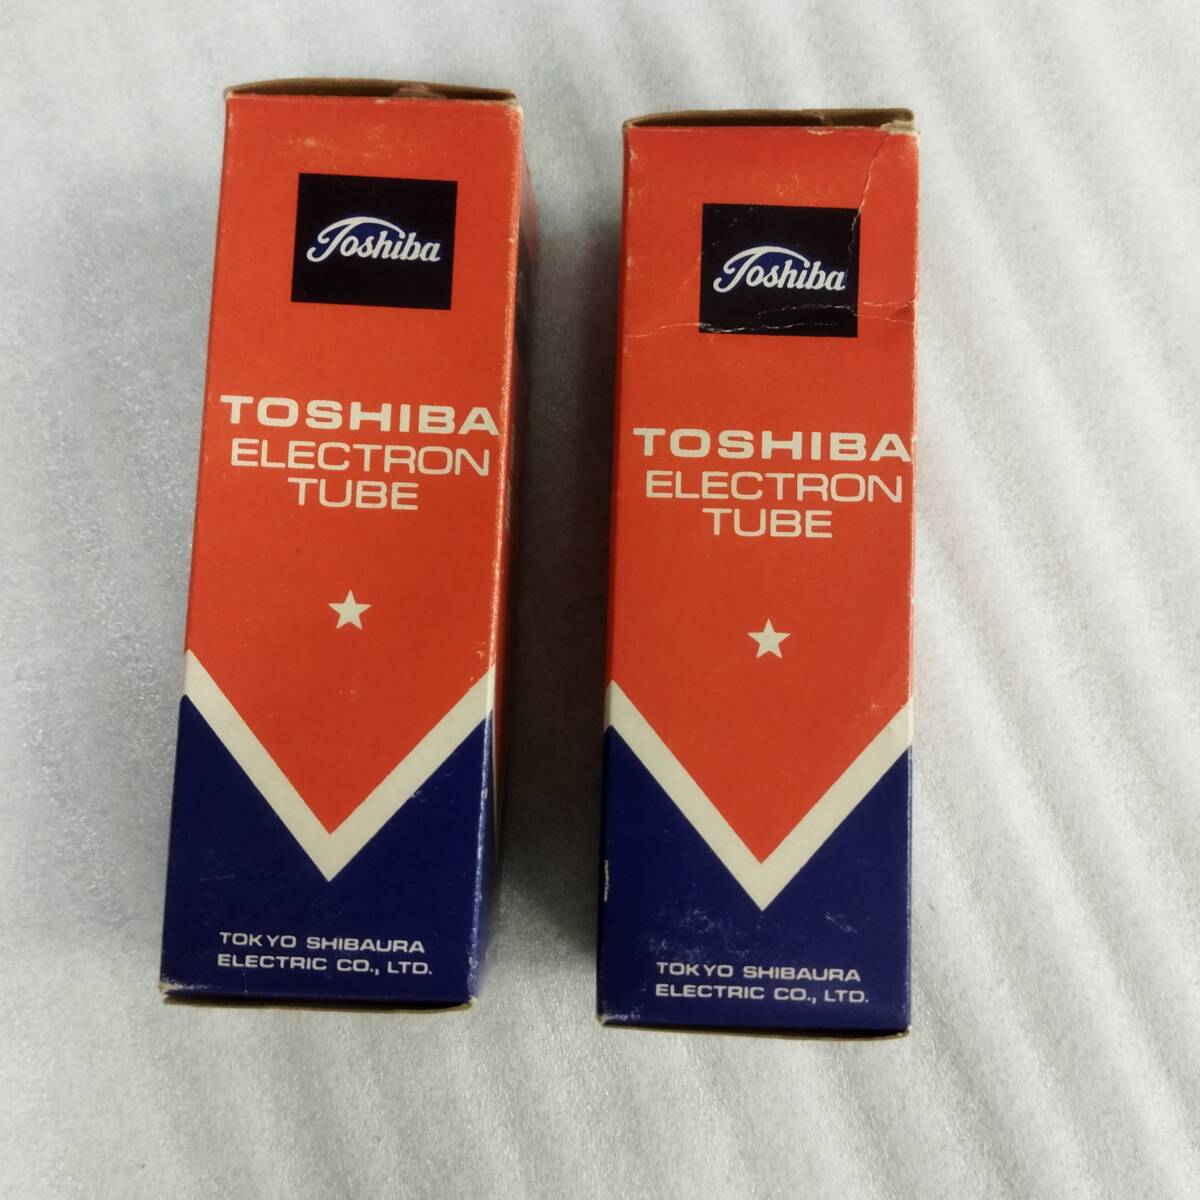 Toshiba
TOSHIBA
ELECTRON
TUBE
TOKYO SHIBAURA
ELECTRIC CO., LTD.
Toshiba
TOSHIBA
ELECTRON
TUBE
TOKYO SHIBAURA
ELECTRIC CO., LTD.